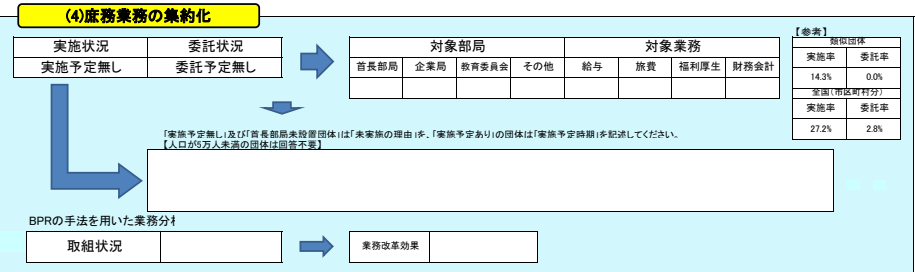 (4)庶務業務の集約化
【参考】
実施状況 委託状況
実施予定無し 委託予定無し
対象部局 対象業務
首長部局 企業局 教育委員会 その他 給与 旅費 福利厚生 財務会計
類似団体
実施率 委託率
14.3% 0.0%
全国(市区町村分)
実施率 委託率
27.2% 2.8%
「実施予定無し」及び「首長部局未設置団体」は「未実施の理由」を、「実施予定あり」の団体は「実施予定時期」を記述してください。
【人口が5万人未満の団体は回答不要】
BPRの手法を用いた業務分析
取組状況
業務改革効果